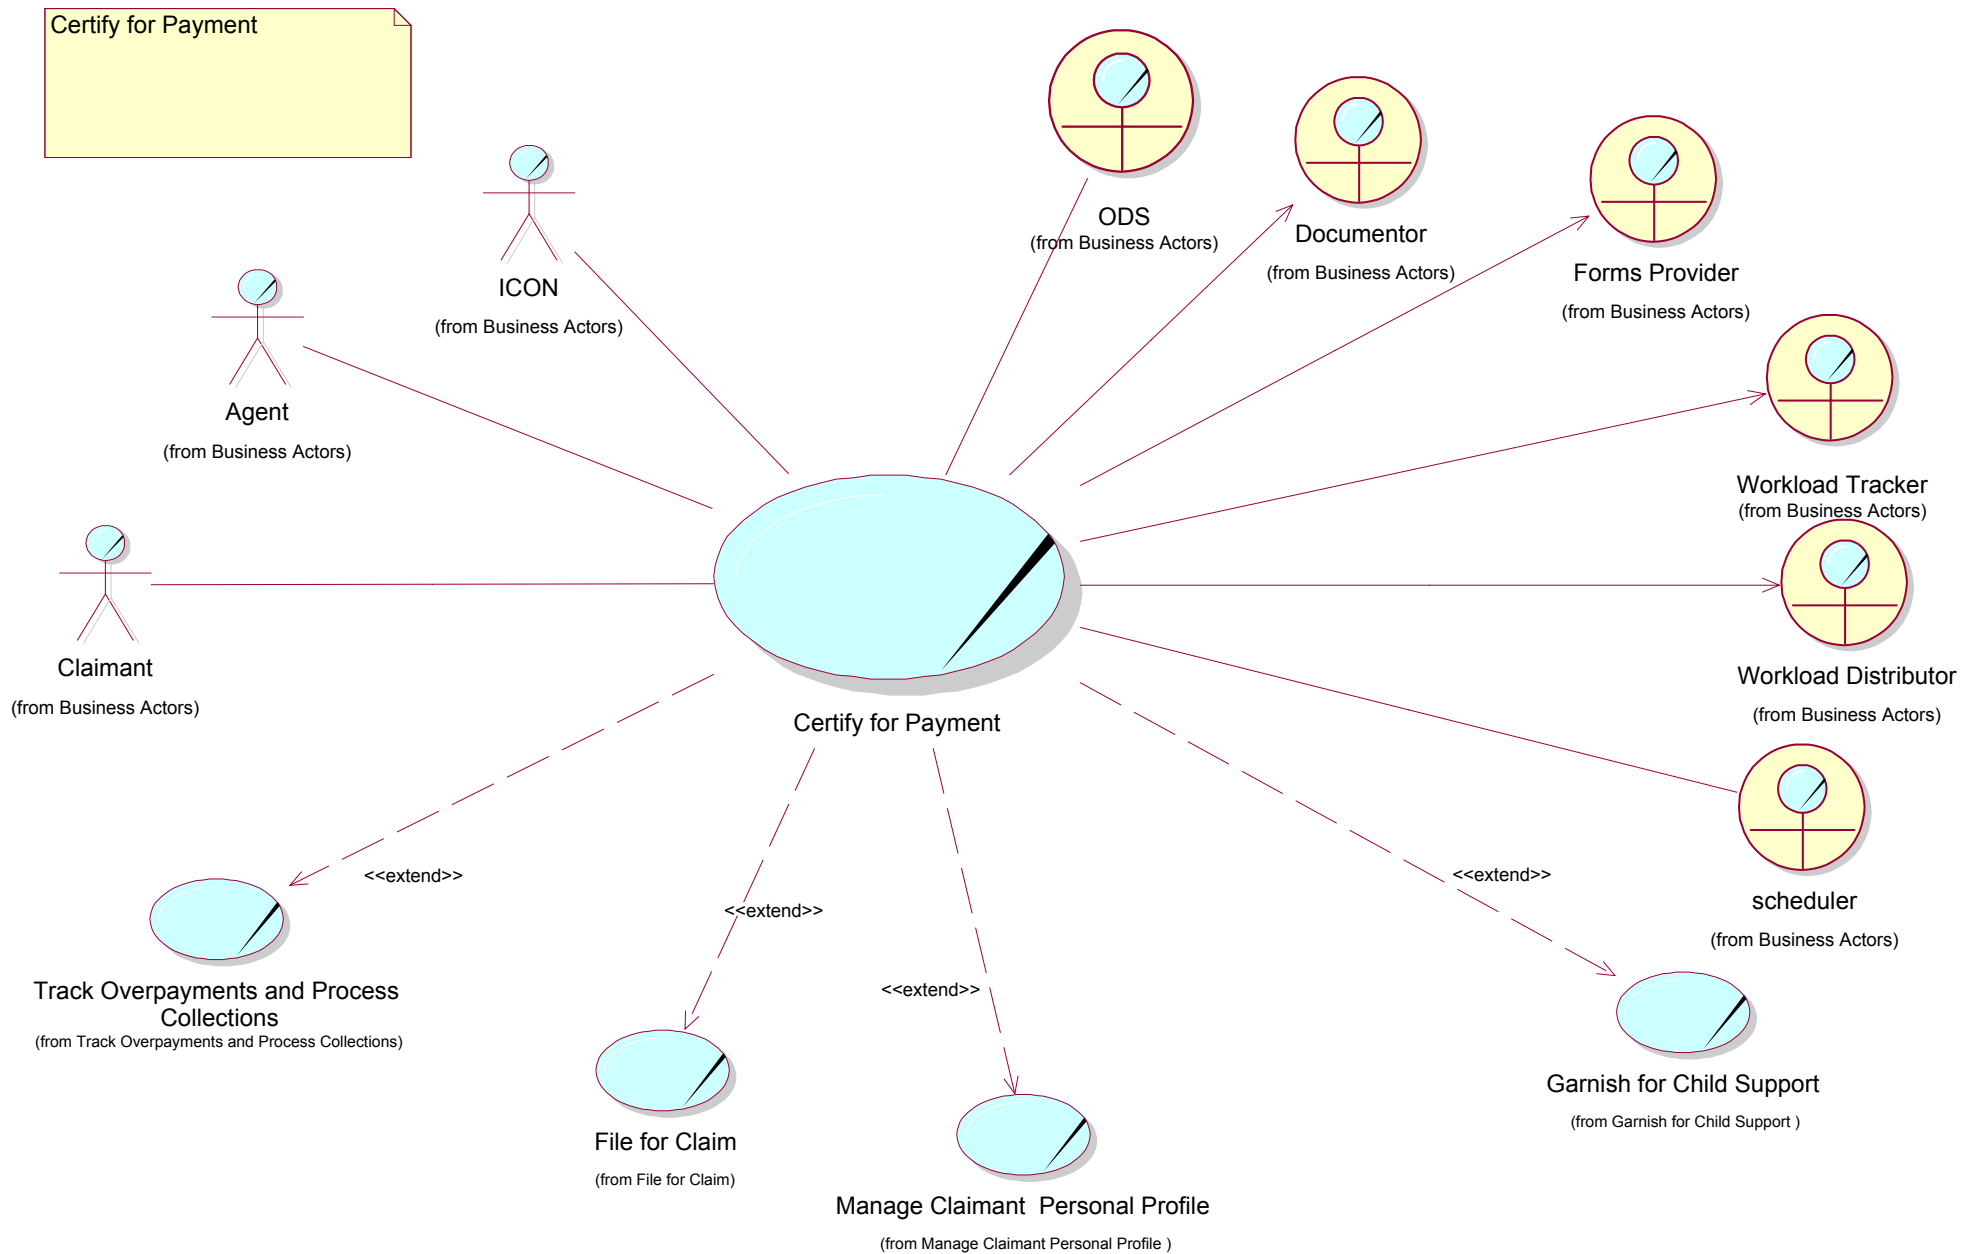 Certify for Payment
ODS
(from Business Actors)
Documentor
(from Business Actors)
Forms Provider
(from Business Actors)
ICON
(from Business Actors)
Agent
(from Business Actors)
Workload Tracker
(from Business Actors)
Claimant
(from Business Actors)
Workload Distributor
(from Business Actors)
Certify for Payment
scheduler
(from Business Actors)
<<extend>>
<<extend>>
<<extend>>
<<extend>>
Track Overpayments and Process
Collections
(from Track Overpayments and Process Collections)
File for Claim
(from File for Claim)
Manage Claimant  Personal Profile
(from Manage Claimant Personal Profile )
Garnish for Child Support
(from Garnish for Child Support )